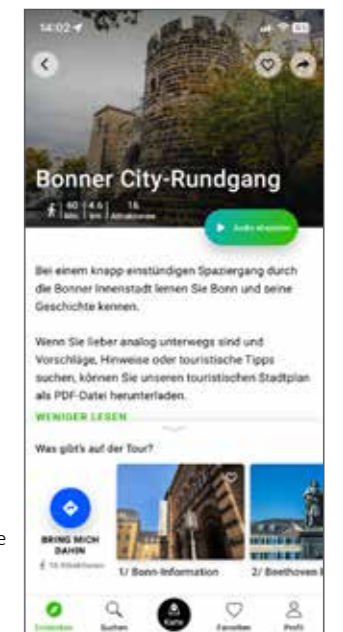 14:02
Bonner City-Rundgang
60 4.6 16
Min. km Attraktionen
Audio abspielen
Bei einem knapp einstündigen Spaziergang durch
die Bonner Innenstadt lernen Sie Bonn und seine
Geschichte kennen.
Wenn Sie lieber analog unterwegs sind und
Vorschläge, Hinweise oder touristische Tipps
suchen, können Sie unseren touristischen Stadtplan
als PDF-Datei herunterladen.
WENIGER LESEN
Was gibt's auf der Tour?
BRING MICH
DAHIN
16 Attraktionen
1/ Bonn-Information
2/ Beethoven
e
Entdecken Suchen Karte Favoriten Profil